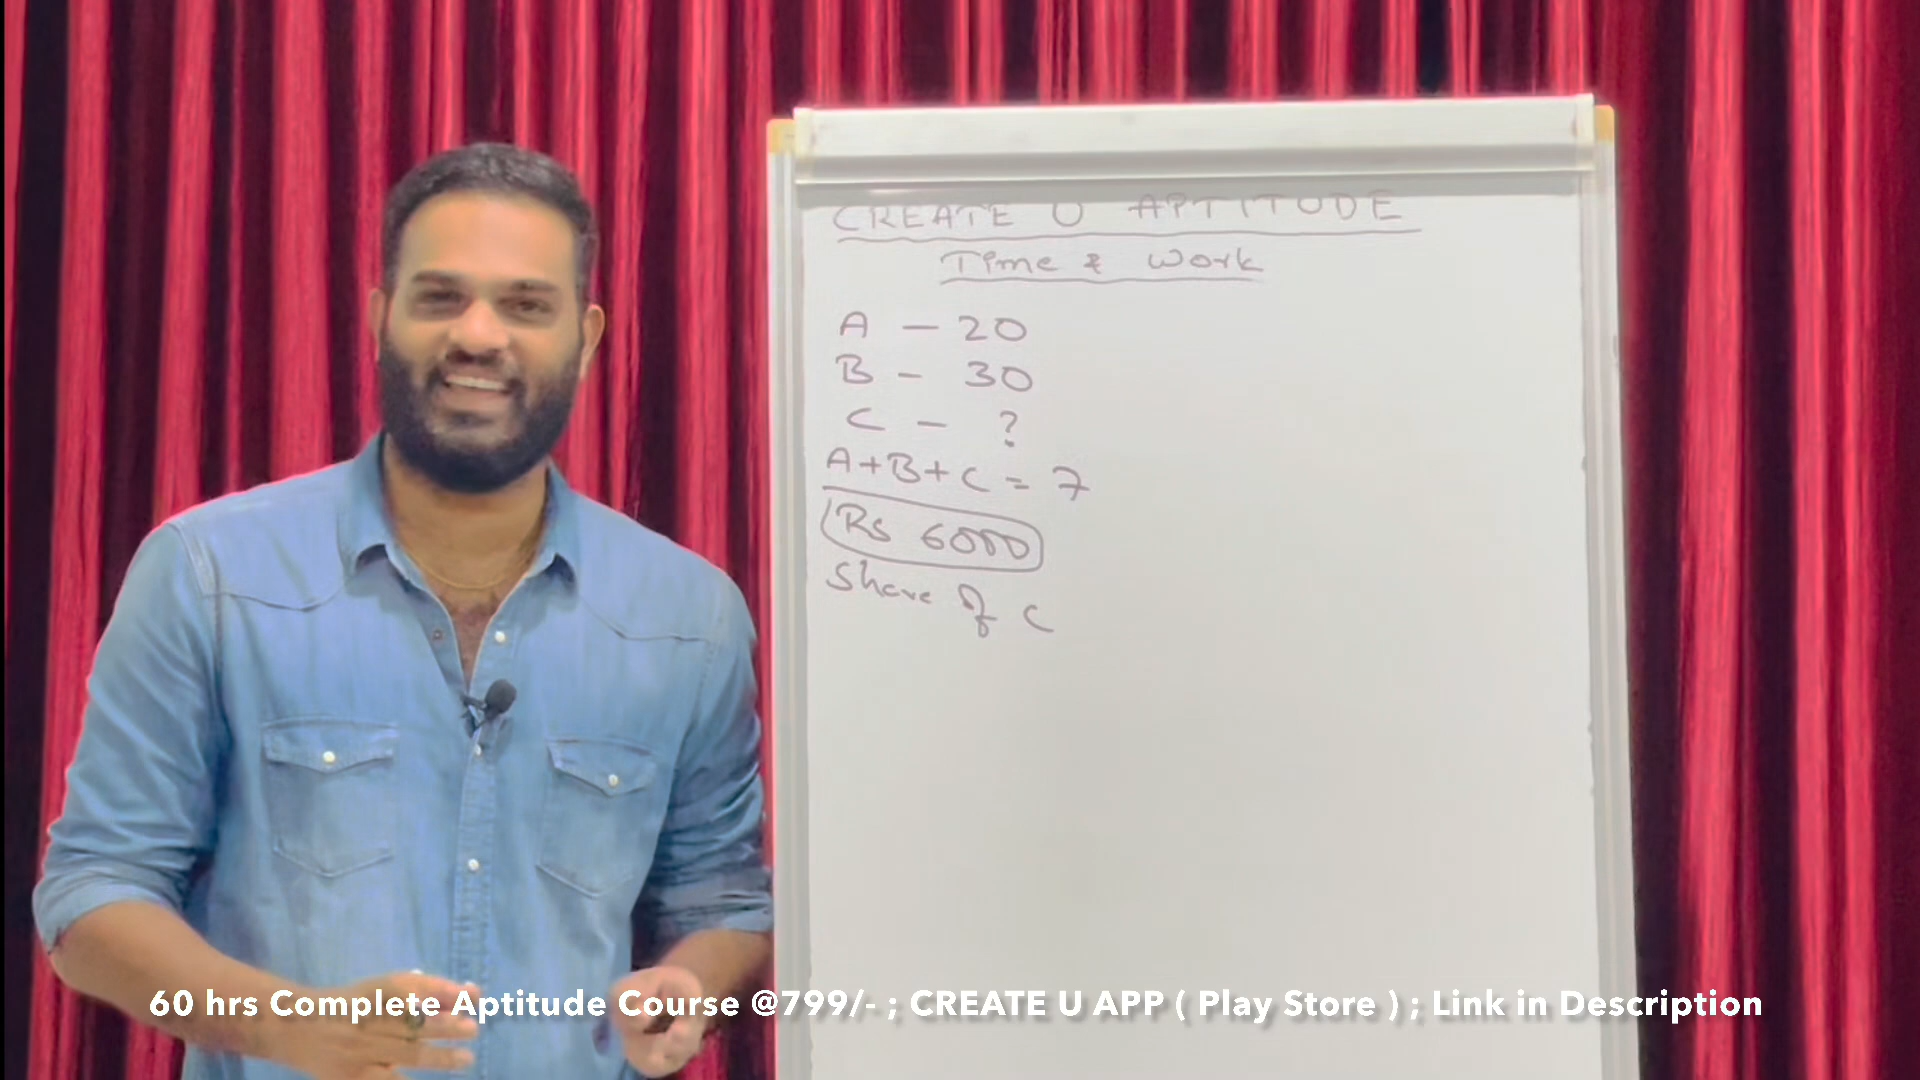 CREATE U APTITUDE
Time & Work
A - 20
B - 30
C - ?
A+B+C = 7
Rs 6000
Share of C
60 hrs Complete Aptitude Course @799/- ; CREATE U APP ( Play Store ) ; Link in Description